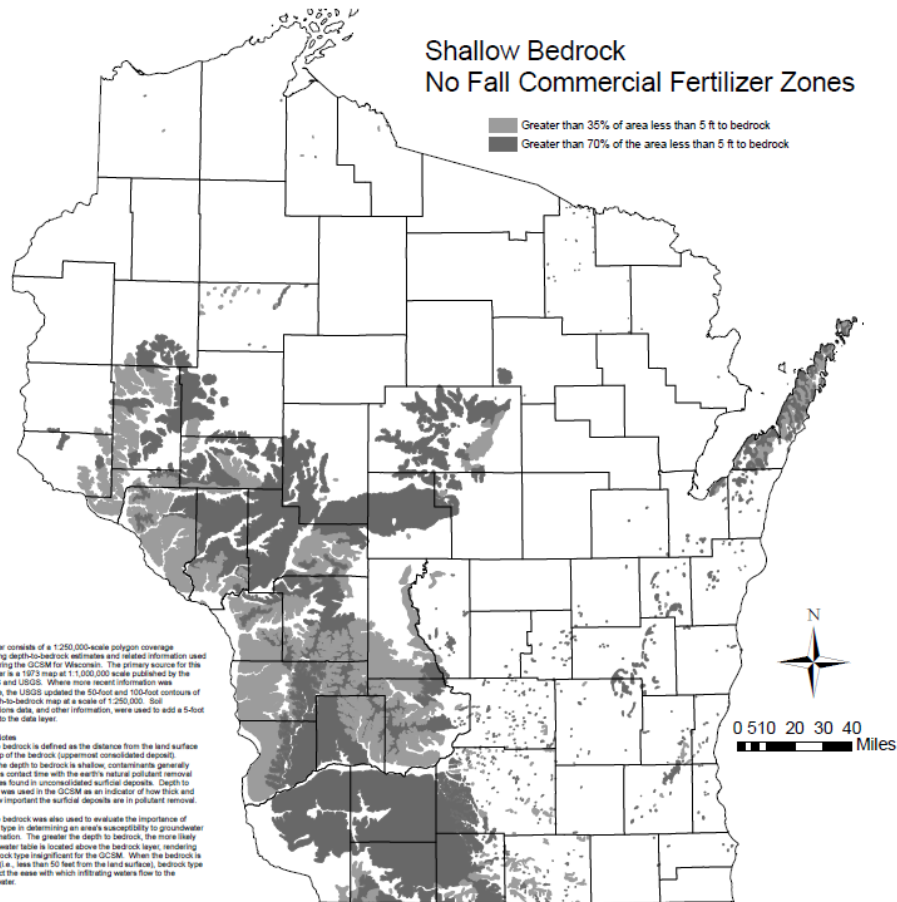 Shallow Bedrock
No Fall Commercial Fertilizer Zones
Greater than 35% of area less than 5 ft to bedrock
Greater than 70% of the area less than 5 ft to bedrock
N
0 5 10 20 30 40
Miles
er consists of a 1:250,000-scale polygon coverage
ng depth-to-bedrock estimates and related information used
ring the GCSM for Wisconsin. The primary source for this
er is a 1973 map at 1:1,000,000 scale published by the
and USGS. Where more recent information was
, the USGS updated the 50-foot and 100-foot contours of
h-to-bedrock map at a scale of 1:250,000. Soil
ons data, and other information, were used to add a 5-foot
to the data layer.
otes
bedrock is defined as the distance from the land surface
p of the bedrock (uppermost consolidated deposit).
he depth to bedrock is shallow, contaminants generally
s contact time with the earth's natural pollutant removal
s found in unconsolidated surficial deposits. Depth to
was used in the GCSM as an indicator of how thick and
w important the surficial deposits are in pollutant removal.
bedrock was also used to evaluate the importance of
type in determining an area's susceptibility to groundwater
nation. The greater the depth to bedrock, the more likely
water table is located above the bedrock layer, rendering
ock type insignificant for the GCSM. When the bedrock is
(i.e., less than 50 feet from the land surface), bedrock type
ct the ease with which infiltrating waters flow to the
water.